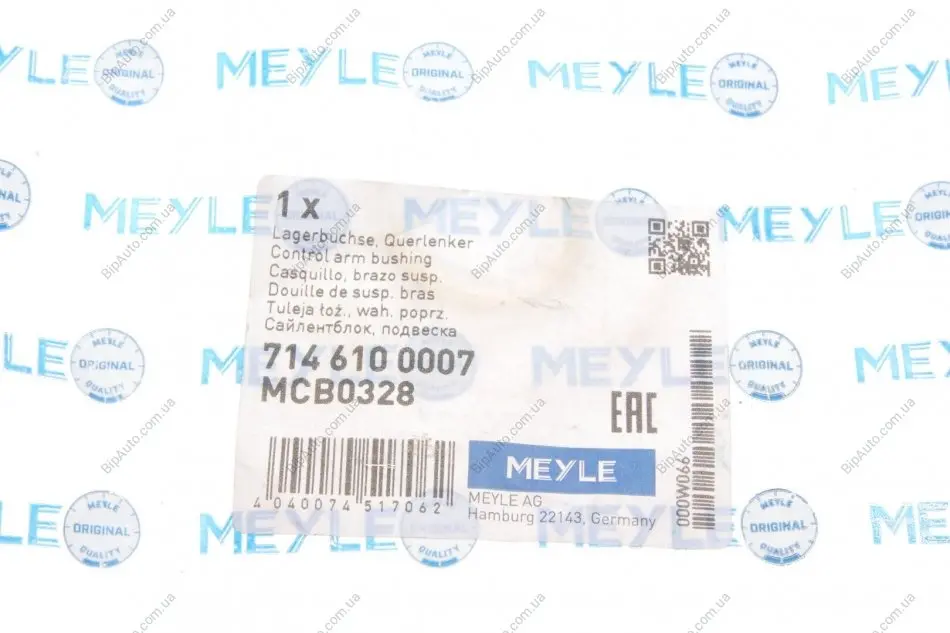 MEYLE
ORIGINAL
QUALITY
1 x
Lagerbuchse, Querlenker
Control arm bushing
Casquillo, brazo susp.
Douille de susp. bras
Tuleja łoż., wah. poprz.
Сайлентблок, подвеска
714 610 0007
MCB0328
EAC
4 040074 517062
MEYLE
MEYLE AG
Hamburg 22143, Germany
000W066
BipAuto.com.ua